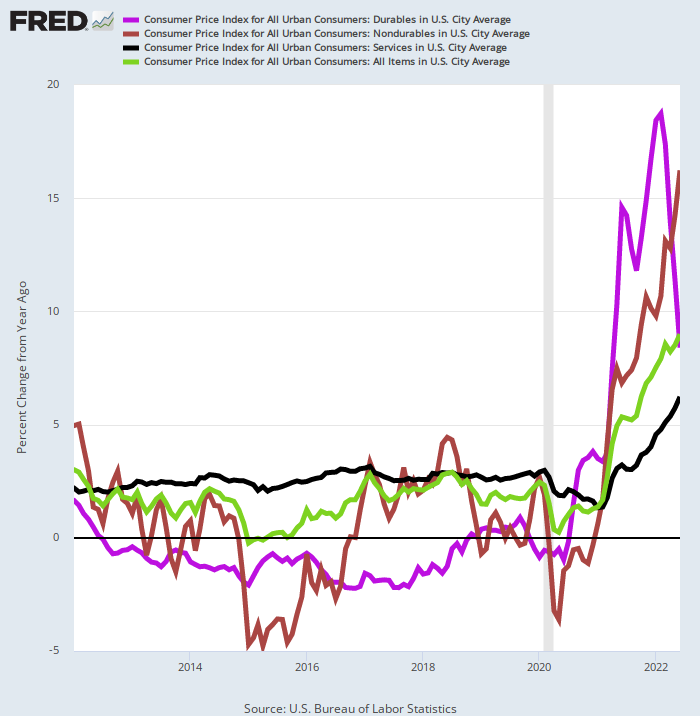 FRED
Consumer Price Index for All Urban Consumers: Durables in U.S. City Average
Consumer Price Index for All Urban Consumers: Nondurables in U.S. City Average
Consumer Price Index for All Urban Consumers: Services in U.S. City Average
Consumer Price Index for All Urban Consumers: All Items in U.S. City Average
Percent Change from Year Ago
20
15
10
5
0
-5
2014 2016 2018 2020 2022
Source: U.S. Bureau of Labor Statistics